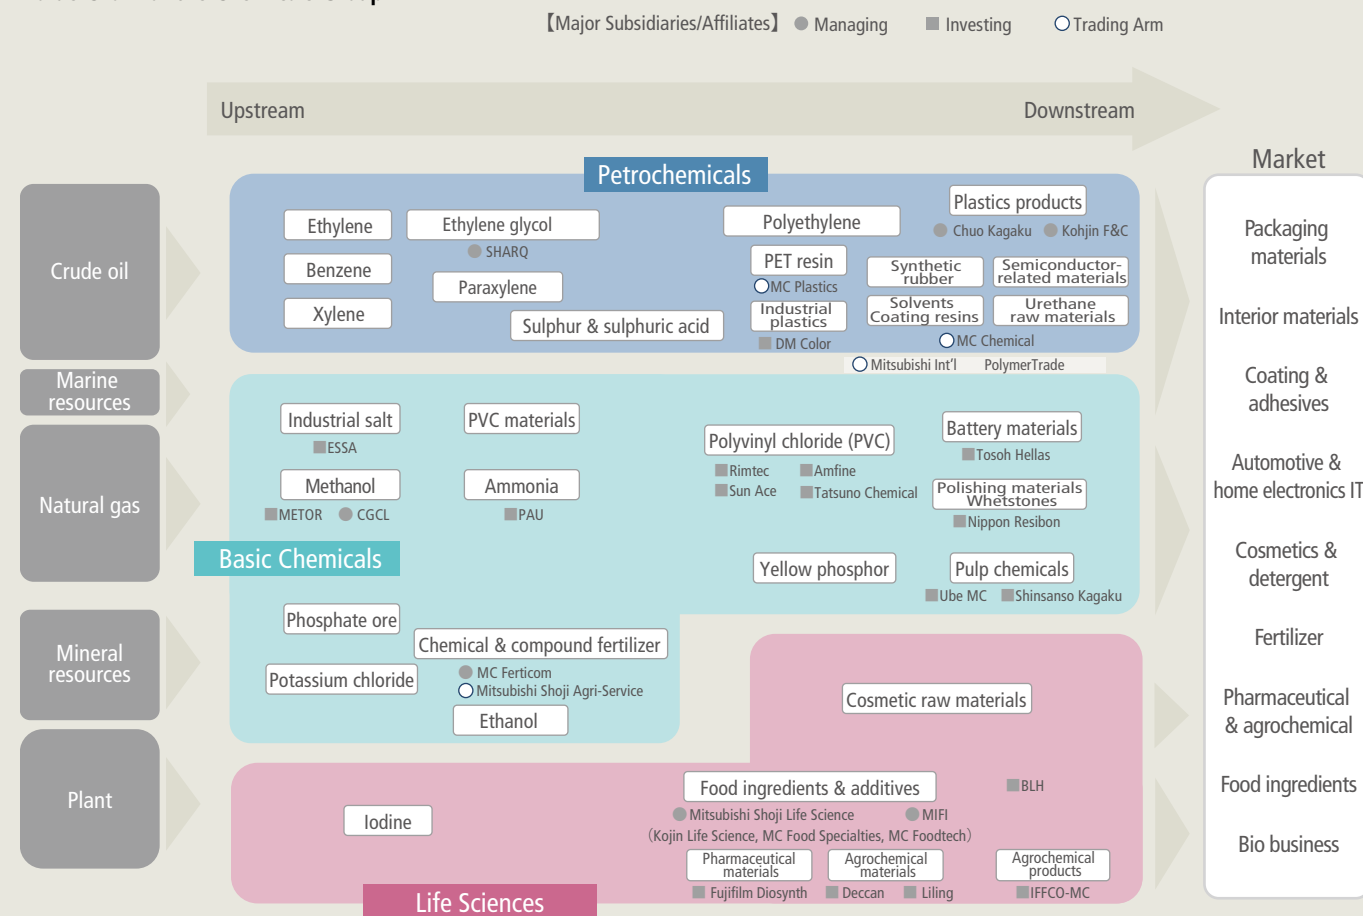 【Major Subsidiaries/Affiliates】 Managing Investing Trading Arm
Upstream
Downstream
Market
Petrochemicals
Crude oil
Ethylene
Ethylene glycol
SHARQ
Benzene
Paraxylene
Xylene
Sulphur & sulphuric acid
Polyethylene
PET resin
MC Plastics
Industrial
plastics
DM Color
Plastics products
Chuo Kagaku Kohjin F&C
Synthetic
rubber
Semiconductor-
related materials
Solvents
Coating resins
Urethane
raw materials
MC Chemical
Mitsubishi Int'l PolymerTrade
Marine
resources
Natural gas
Industrial salt
ESSA
PVC materials
Methanol
METOR CGCL
Ammonia
PAU
Polyvinyl chloride (PVC)
Rimtec Amfine
Sun Ace Tatsuno Chemical
Battery materials
Tosoh Hellas
Polishing materials
Whetstones
Nippon Resibon
Basic Chemicals
Yellow phosphor
Pulp chemicals
Ube MC Shinsanso Kagaku
Mineral
resources
Phosphate ore
Chemical & compound fertilizer
MC Ferticom
Mitsubishi Shoji Agri-Service
Potassium chloride
Ethanol
Plant
Cosmetic raw materials
Iodine
Food ingredients & additives
BLH
Mitsubishi Shoji Life Science MIFI
(Kojin Life Science, MC Food Specialties, MC Foodtech)
Pharmaceutical
materials
Fujifilm Diosynth
Agrochemical
materials
Deccan Liling
Agrochemical
products
IFFCO-MC
Life Sciences
Packaging
materials
Interior materials
Coating &
adhesives
Automotive &
home electronics IT
Cosmetics &
detergent
Fertilizer
Pharmaceutical
& agrochemical
Food ingredients
Bio business